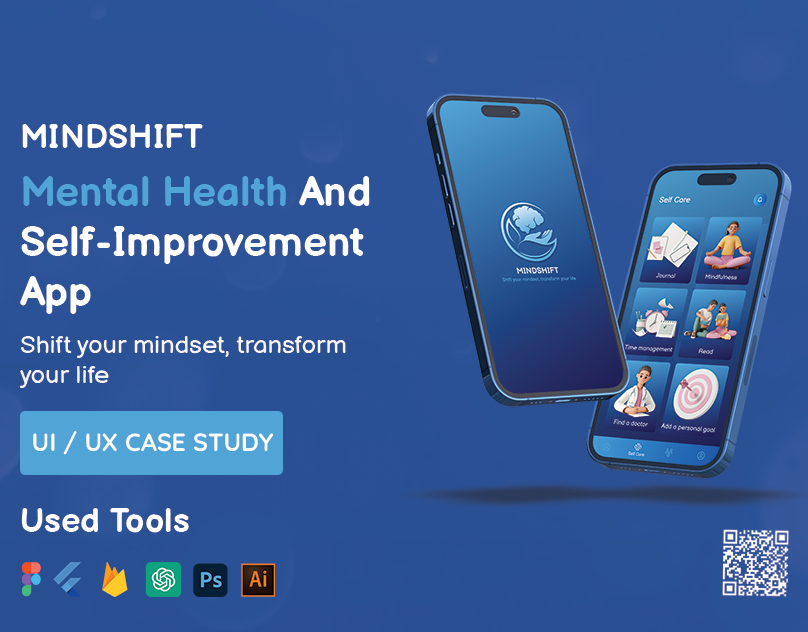 MINDSHIFT
Mental Health And
Self-Improvement
App
Shift your mindset, transform
your life
UI / UX CASE STUDY
Used Tools
Ps
Ai
MINDSHIFT
Shift your mindset, transform your life
Self Care
Journal
Mindfulness
Time management
Read
Find a doctor
Add a personal goal
Self Care